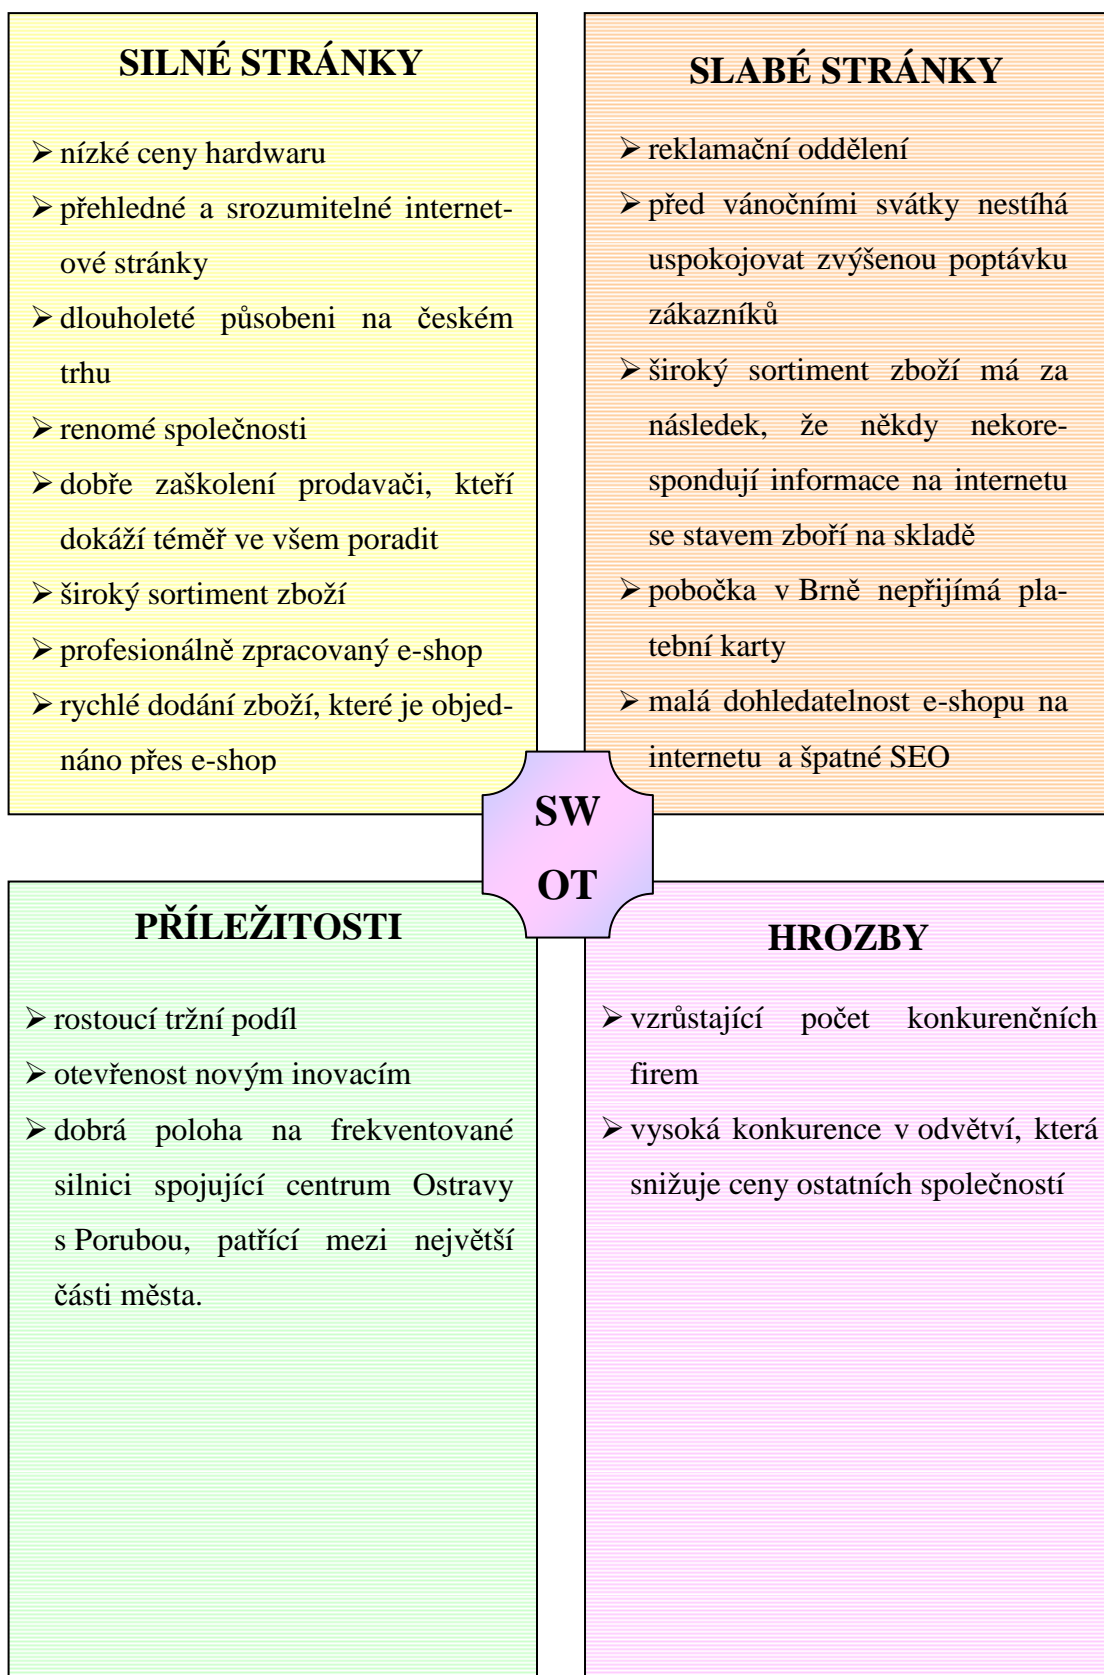 SILNÉ STRÁNKY
➢ nízké ceny hardwaru
➢ přehledné a srozumitelné internet-
ové stránky
➢ dlouholeté působeni na českém
trhu
➢ renomé společnosti
➢ dobře zaškolení prodavači, kteří
dokáží téměř ve všem poradit
➢ široký sortiment zboží
➢ profesionálně zpracovaný e-shop
➢ rychlé dodání zboží, které je objed-
náno přes e-shop
SLABÉ STRÁNKY
➢ reklamační oddělení
➢ před vánočními svátky nestíhá
uspokojovat zvýšenou poptávku
zákazníků
➢ široký sortiment zboží má za
následek, že někdy nekore-
spondují informace na internetu
se stavem zboří na skladě
➢ pobočka v Brně nepřijímá pla-
tební karty
➢ malá dohledatelnost e-shopu na
internetu a špatné SEO
SW
OT
PŘÍLEŽITOSTI
➢ rostoucí tržní podíl
➢ otevřenost novým inovacím
➢ dobrá poloha na frekventované
silnici spojující centrum Ostravy
s Porubou, patřící mezi největší
části města.
HROZBY
➢ vzrůstající počet konkurenčních
firem
➢ vysoká konkurence v odvětví, která
snižuje ceny ostatních společností